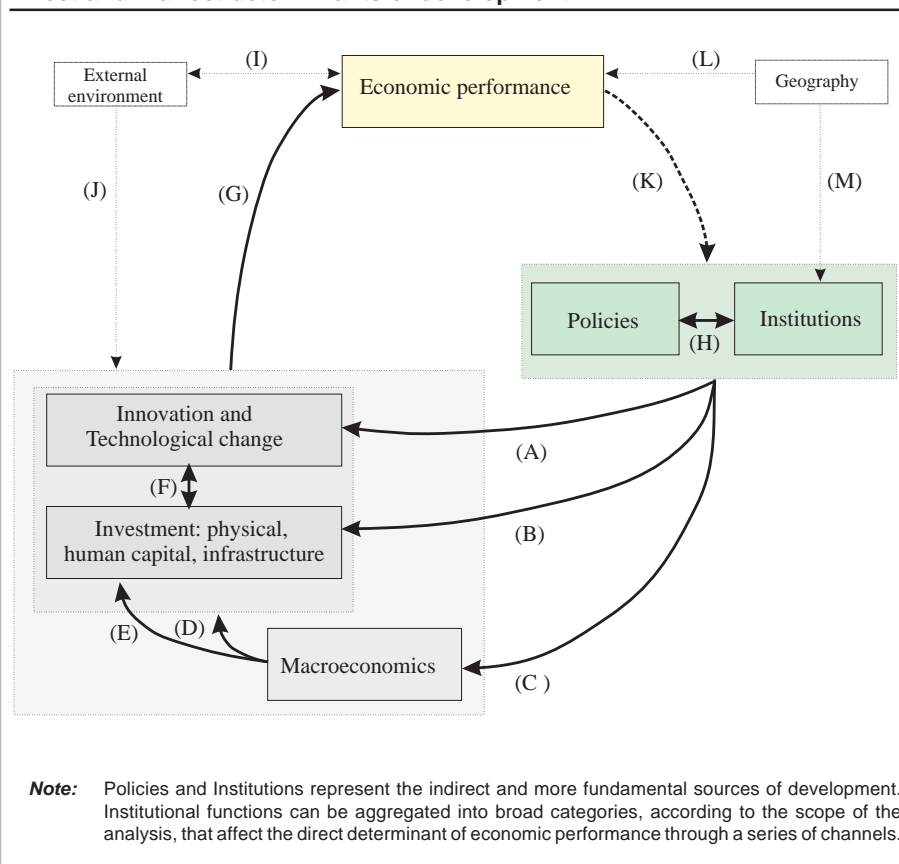 (I)
(L)
External
environment
Economic performance
Geography
(J)
(G)
(K)
(M)
Policies
(H)
Institutions
Innovation and
Technological change
(A)
(F)
Investment: physical,
human capital, infrastructure
(B)
(E)
(D)
Macroeconomics
(C )
Note: Policies and Institutions represent the indirect and more fundamental sources of development.
Institutional functions can be aggregated into broad categories, according to the scope of the
analysis, that affect the direct determinant of economic performance through a series of channels.